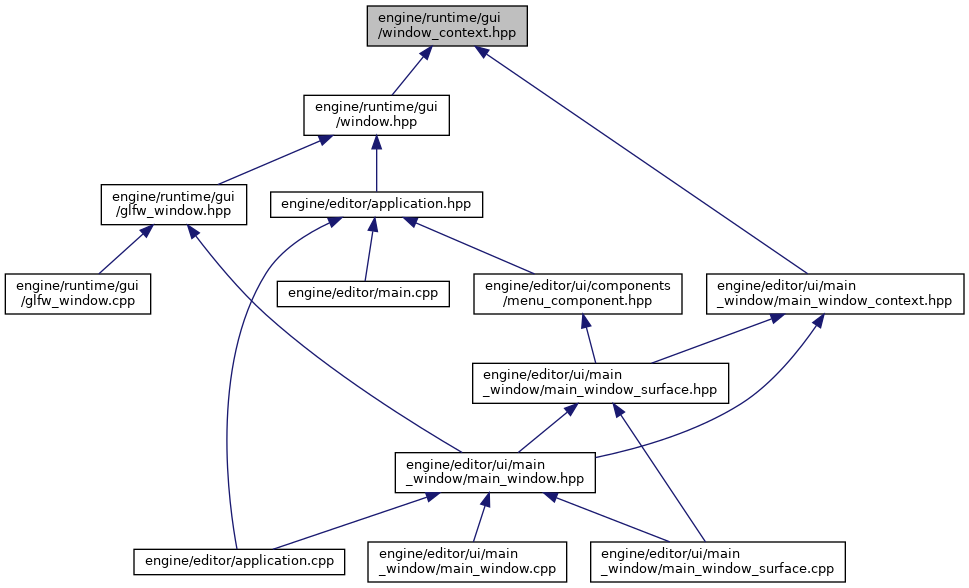 engine/runtime/gui
/window_context.hpp
engine/runtime/gui
/window.hpp
engine/runtime/gui
/glfw_window.hpp
engine/editor/application.hpp
engine/runtime/gui
/glfw_window.cpp
engine/editor/main.cpp
engine/editor/ui/components
/menu_component.hpp
engine/editor/ui/main
_window/main_window_context.hpp
engine/editor/ui/main
_window/main_window_surface.hpp
engine/editor/ui/main
_window/main_window.hpp
engine/editor/application.cpp
engine/editor/ui/main
_window/main_window.cpp
engine/editor/ui/main
_window/main_window_surface.cpp